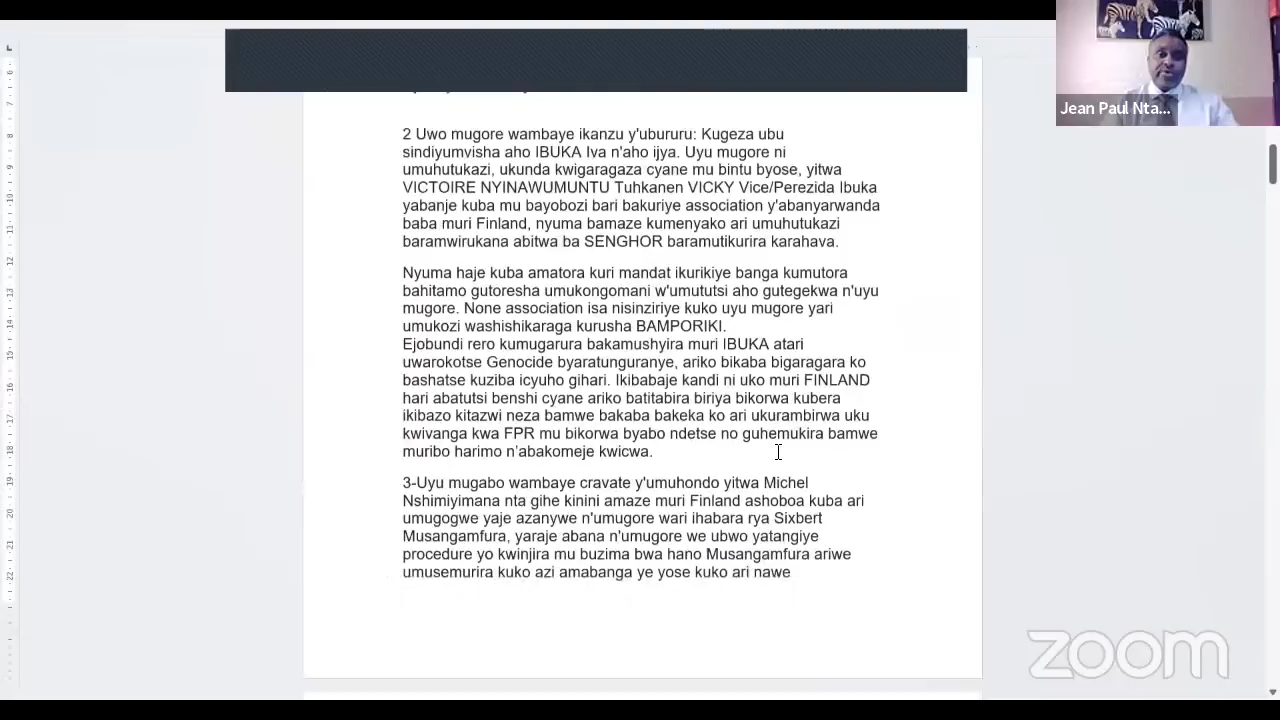 Jean Paul Nta...
2 Uwo mugore wambaye ikanzu y'ubururu: Kugeza ubu
sindiyumvisha aho IBUKA Iva n'aho ijya. Uyu mugore ni
umuhutukazi, ukunda kwigaragaza cyane mu bintu byose, yitwa
VICTOIRE NYINAWUMUNTU Tuhkanen VICKY Vice/Perezida Ibuka
yabanje kuba mu bayobozi bari bakuriye association y'abanyarwanda
baba muri Finland, nyuma bamaze kumenyako ari umuhutukazi
baramwirukana abitwa ba SENGHOR baramutikurira karahava.
Nyuma haje kuba amatora kuri mandat ikurikiye banga kumutora
bahitamo gutoresha umukongomani w'umututsi aho gutegekwa n'uyu
mugore. None association isa nisinziriye kuko uyu mugore yari
umukozi washishikaraga kurusha BAMPORIKI.
Ejobundi rero kumugarura bakamushyira muri IBUKA atari
uwarokotse Genocide byaratunguranye, ariko bikaba bigaragara ko
bashatse kuziba icyuho gihari. Ikibabaje kandi ni uko muri FINLAND
hari abatutsi benshi cyane ariko batitabira biriya bikorwa kubera
ikibazo kitazwi neza bamwe bakaba bakeka ko ari ukurambirwa uku
kwivanga kwa FPR mu bikorwa byabo ndetse no guhemukira bamwe
muribo harimo n'abakomeje kwicwa.
3-Uyu mugabo wambaye cravate y'umuhondo yitwa Michel
Nshimiyimana nta gihe kinini amaze muri Finland ashoboa kuba ari
umugogwe yaje azanywe n'umugore wari ihabara rya Sixbert
Musangamfura, yaraje abana n'umugore we ubwo yatangiye
procedure yo kwinjira mu buzima bwa hano Musangamfura ariwe
umusemurira kuko azi amabanga ye yose kuko ari nawe
zoom